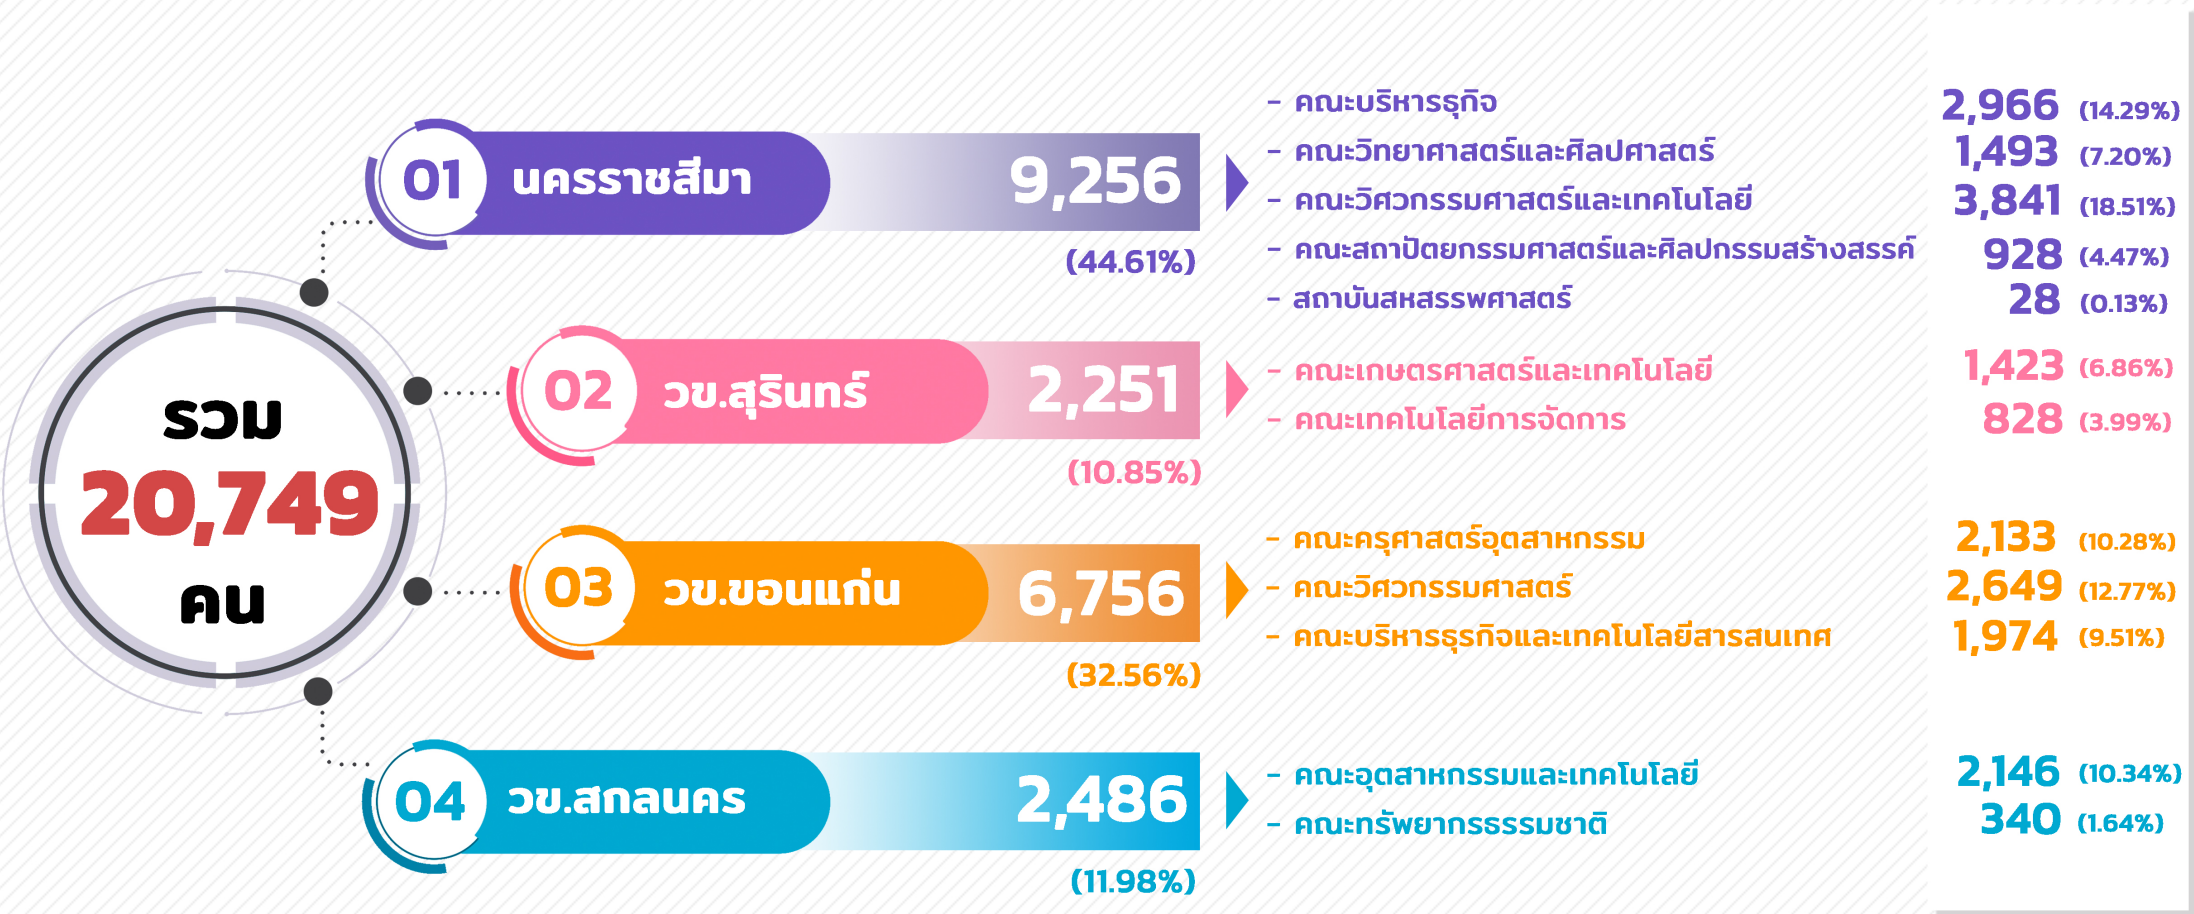 รวม
20,749
คน
01 นครราชสีมา 9,256
(44.61%)
- คณะบริหารธุกิจ 2,966 (14.29%)
- คณะวิทยาศาสตร์และศิลปศาสตร์ 1,493 (7.20%)
- คณะวิศวกรรมศาสตร์และเทคโนโลยี 3,841 (18.51%)
- คณะสถาปัตยกรรมศาสตร์และศิลปกรรมสร้างสรรค์ 928 (4.47%)
- สถาบันสหสรรพศาสตร์ 28 (0.13%)
02 วข.สุรินทร์ 2,251
(10.85%)
- คณะเกษตรศาสตร์และเทคโนโลยี 1,423 (6.86%)
- คณะเทคโนโลยีการจัดการ 828 (3.99%)
03 วข.ขอนแก่น 6,756
(32.56%)
- คณะครุศาสตร์อุตสาหกรรม 2,133 (10.28%)
- คณะวิศวกรรมศาสตร์ 2,649 (12.77%)
- คณะบริหารธุรกิจและเทคโนโลยีสารสนเทศ 1,974 (9.51%)
04 วข.สกลนคร 2,486
(11.98%)
- คณะอุตสาหกรรมและเทคโนโลยี 2,146 (10.34%)
- คณะทรัพยากรธรรมชาติ 340 (1.64%)